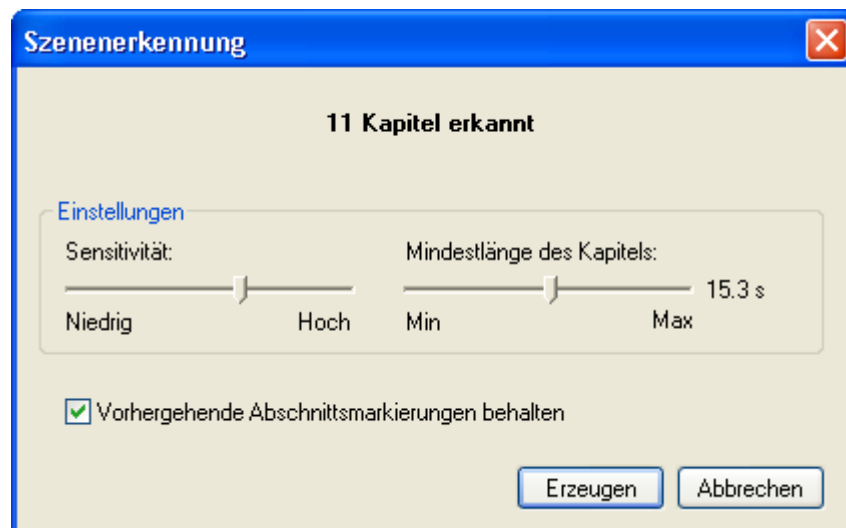 Szenenerkennung
11 Kapitel erkannt
Einstellungen
Sensitivität:
Niedrig Hoch
Mindestlänge des Kapitels:
15.3 s
Min Max
Vorhergehende Abschnittsmarkierungen behalten
Erzeugen Abbrechen